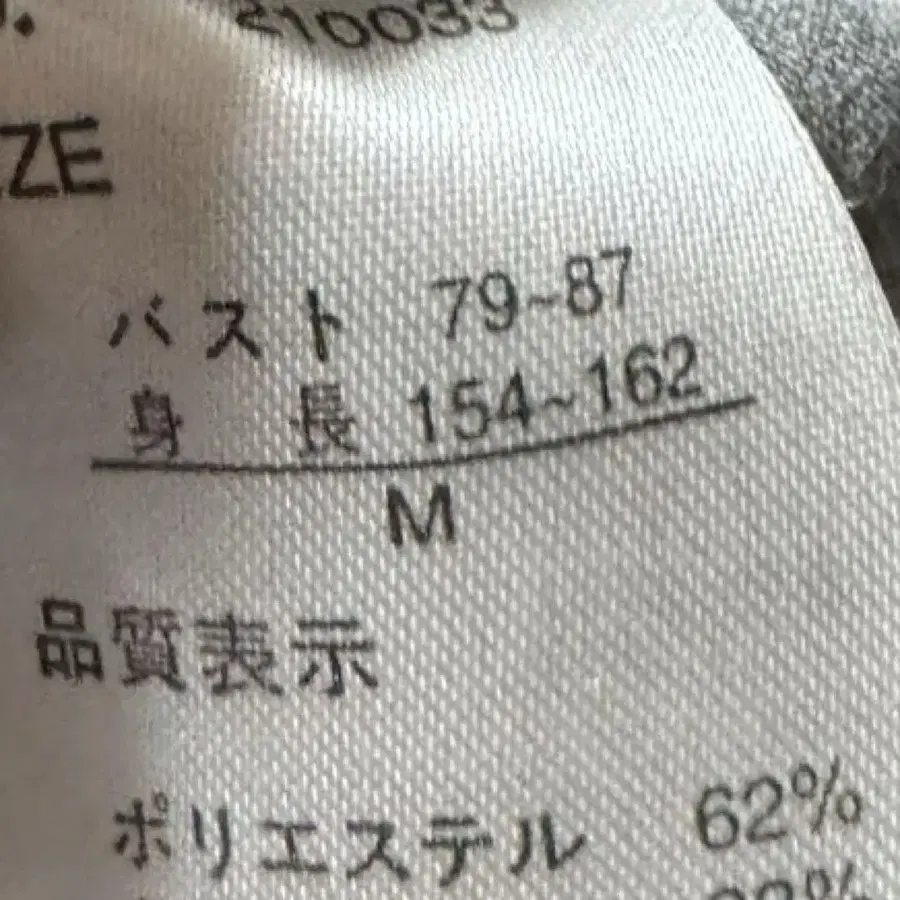 210033
ZE
バスト 79~87
身長 154~162
M
品質表示
ポリエステル 62%